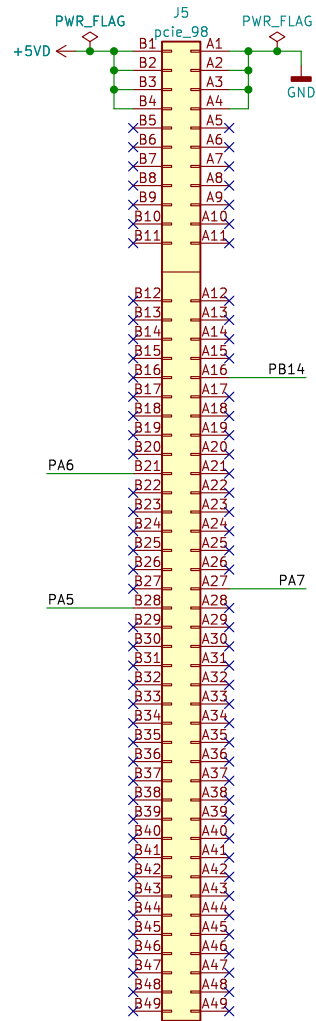 J5
PWR_FLAG PWR_FLAG
pcie_98
+5VD B1 A1
B2 A2
B3 A3 GND
B4 A4
B5 A5
B6 A6
B7 A7
B8 A8
B9 A9
B10 A10
B11 A11
B12 A12
B13 A13
B14 A14
B15 A15
B16 A16 PB14
B17 A17
B18 A18
B19 A19
B20 A20
PA6 B21 A21
B22 A22
B23 A23
B24 A24
B25 A25
B26 A26
B27 A27 PA7
PA5 B28 A28
B29 A29
B30 A30
B31 A31
B32 A32
B33 A33
B34 A34
B35 A35
B36 A36
B37 A37
B38 A38
B39 A39
B40 A40
B41 A41
B42 A42
B43 A43
B44 A44
B45 A45
B46 A46
B47 A47
B48 A48
B49 A49